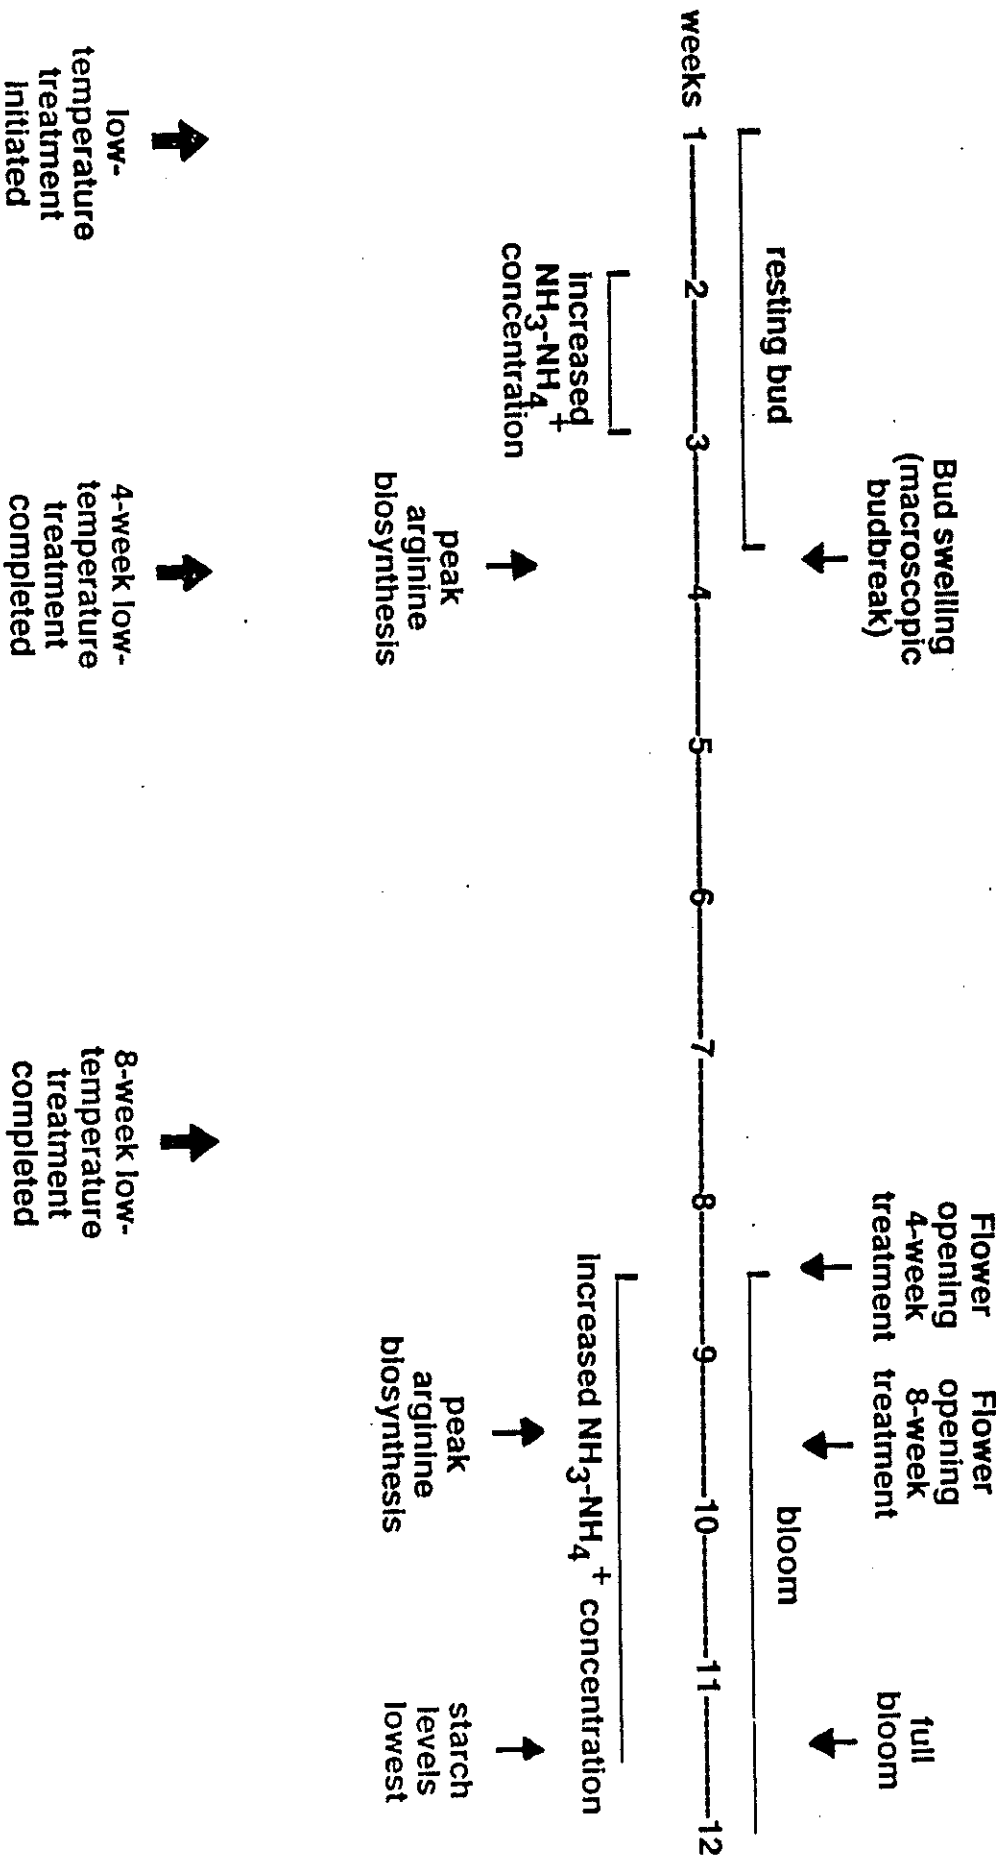 Bud swelling
(macroscopic
budbreak)
Flower
opening
4-week
treatment
Flower
opening
8-week
treatment
full
bloom
resting bud
bloom
weeks 1 2 3 4 5 6 7 8 9 10 11 12
increased
NH3-NH4+
concentration
increased NH3-NH4+ concentration
peak
arginine
biosynthesis
peak
arginine
biosynthesis
starch
levels
lowest
low-
temperature
treatment
initiated
4-week low-
temperature
treatment
completed
8-week low-
temperature
treatment
completed